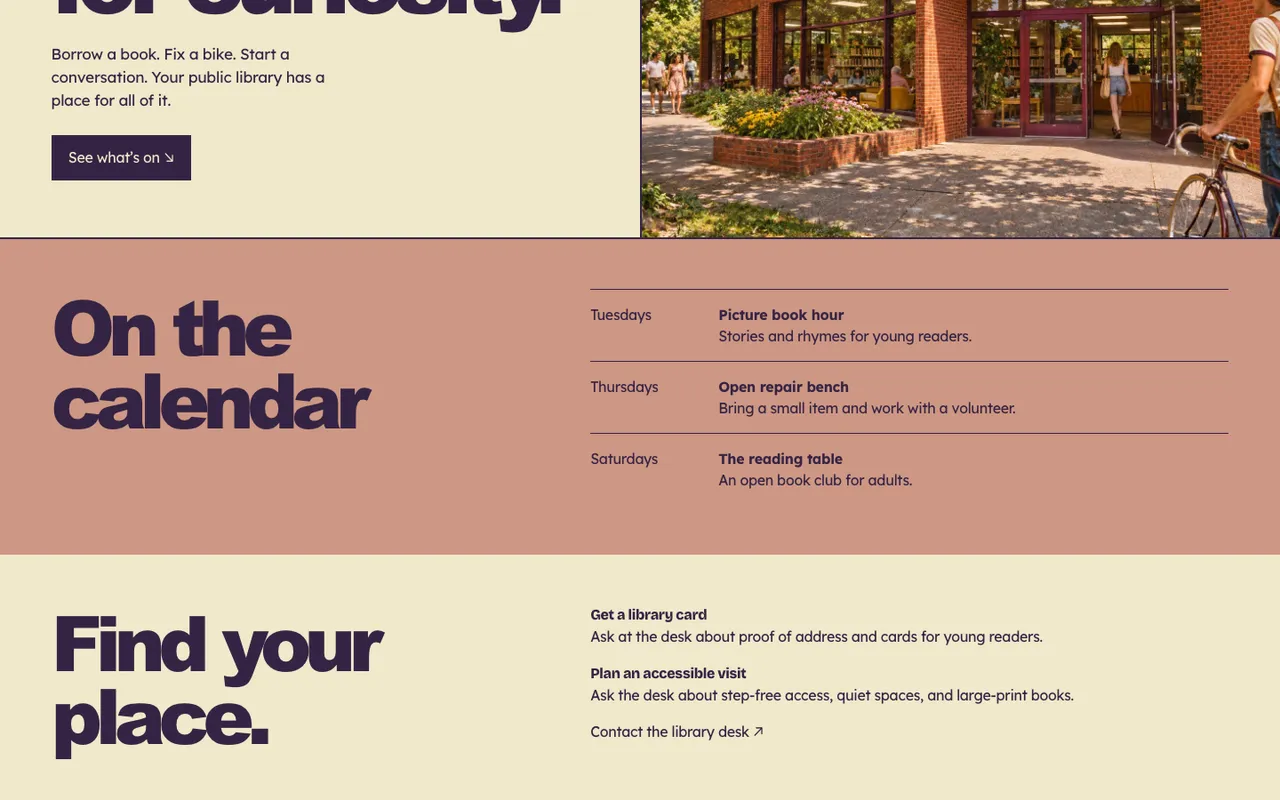 for curiosity.
Borrow a book. Fix a bike. Start a
conversation. Your public library has a
place for all of it.
See what’s on ↘
On the
calendar
Tuesdays
Picture book hour
Stories and rhymes for young readers.
Thursdays
Open repair bench
Bring a small item and work with a volunteer.
Saturdays
The reading table
An open book club for adults.
Find your
place.
Get a library card
Ask at the desk about proof of address and cards for young readers.
Plan an accessible visit
Ask the desk about step-free access, quiet spaces, and large-print books.
Contact the library desk ↗